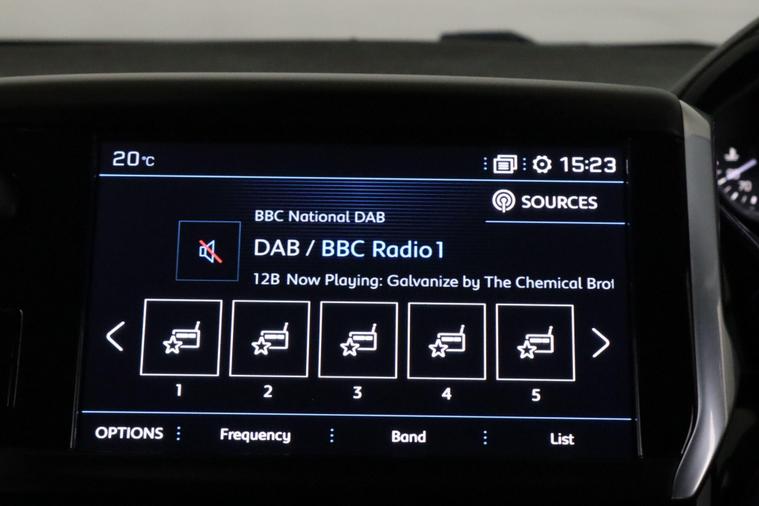 20°C
15:23
SOURCES
BBC National DAB
DAB / BBC Radio1
12B Now Playing: Galvanize by The Chemical Brot
1 2 3 4 5
OPTIONS Frequency Band List